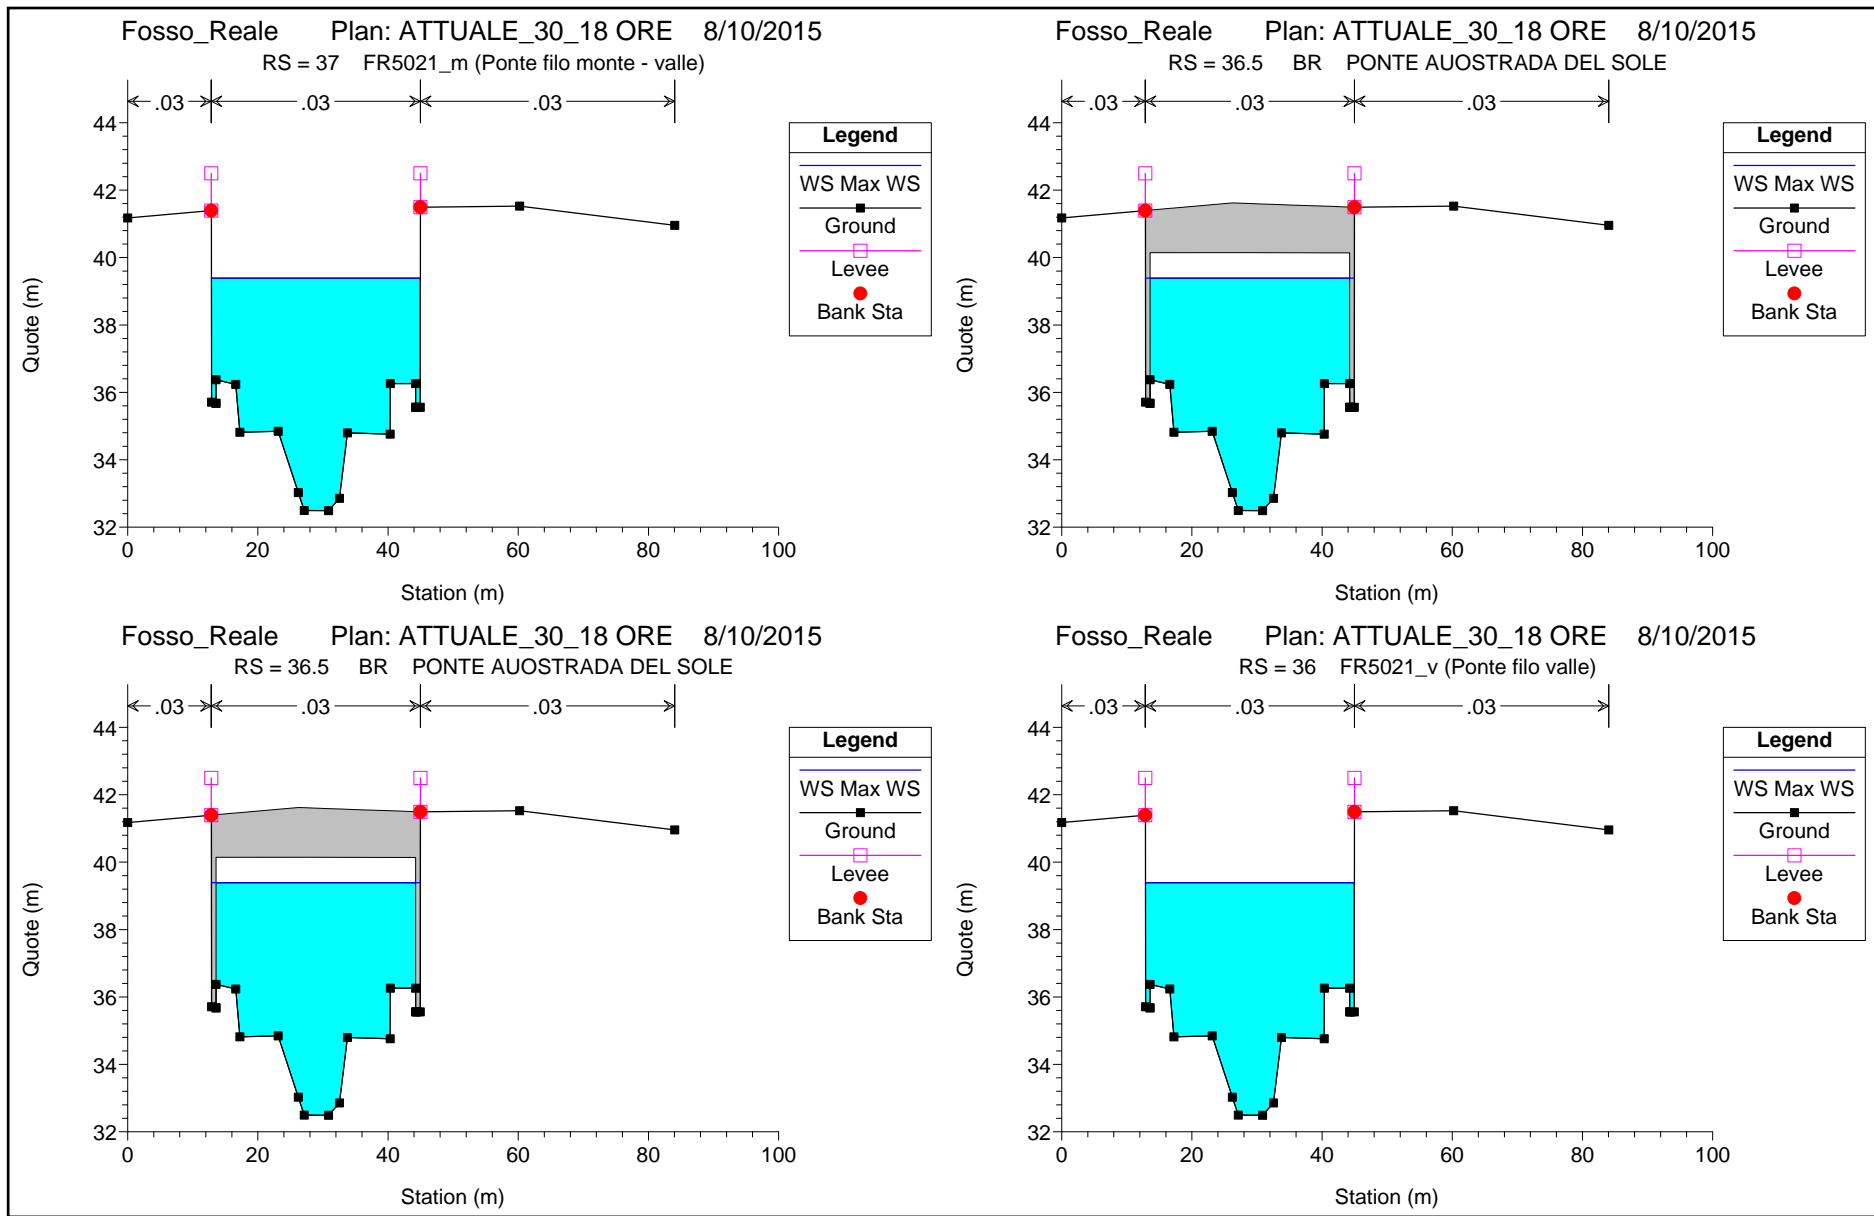 Fosso_Reale Plan: ATTUALE_30_18 ORE 8/10/2015
RS = 37 FR5021_m (Ponte filo monte - valle)
.03 .03 .03
44
42
40
38
36
34
32
Quote (m)
0 20 40 60 80 100
Station (m)
Legend
WS Max WS
Ground
Levee
Bank Sta
Fosso_Reale Plan: ATTUALE_30_18 ORE 8/10/2015
RS = 36.5 BR PONTE AUOSTRADA DEL SOLE
.03 .03 .03
44
42
40
38
36
34
32
Quote (m)
0 20 40 60 80 100
Station (m)
Legend
WS Max WS
Ground
Levee
Bank Sta
Fosso_Reale Plan: ATTUALE_30_18 ORE 8/10/2015
RS = 36.5 BR PONTE AUOSTRADA DEL SOLE
.03 .03 .03
44
42
40
38
36
34
32
Quote (m)
0 20 40 60 80 100
Station (m)
Legend
WS Max WS
Ground
Levee
Bank Sta
Fosso_Reale Plan: ATTUALE_30_18 ORE 8/10/2015
RS = 36 FR5021_v (Ponte filo valle)
.03 .03 .03
44
42
40
38
36
34
32
Quote (m)
0 20 40 60 80 100
Station (m)
Legend
WS Max WS
Ground
Levee
Bank Sta